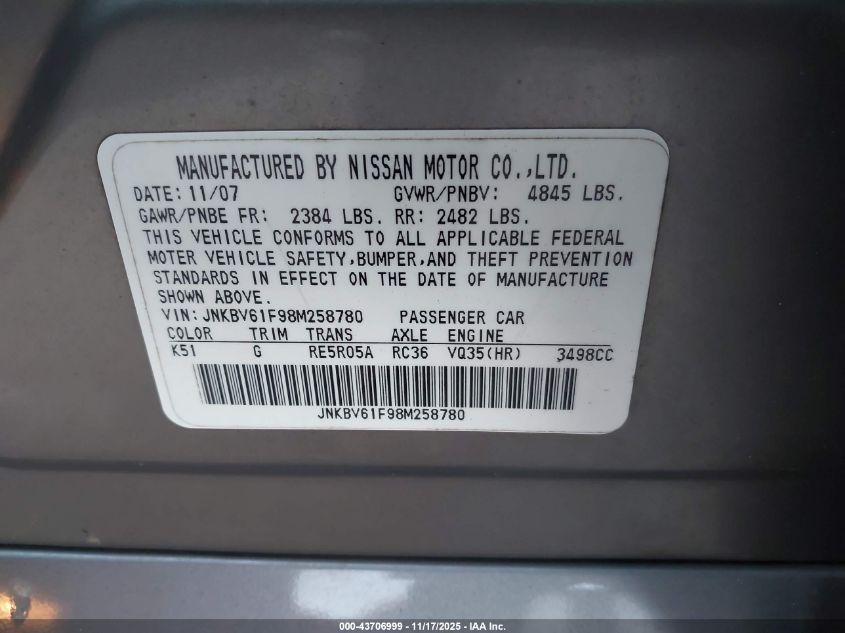 MANUFACTURED BY NISSAN MOTOR CO.,LTD.
DATE: 11/07 GVWR/PNBV: 4845 LBS.
GAWR/PNBE FR: 2384 LBS. RR: 2482 LBS.
THIS VEHICLE CONFORMS TO ALL APPLICABLE FEDERAL
MOTER VEHICLE SAFETY,BUMPER,AND THEFT PREVENTION
STANDARDS IN EFFECT ON THE DATE OF MANUFACTURE
SHOWN ABOVE.
VIN: JNKBV61F98M258780 PASSENGER CAR
COLOR TRIM TRANS AXLE ENGINE
K51 G RE5R05A RC36 VQ35(HR) 3498CC
JNKBV61F98M258780
000-43706999 - 11/17/2025 - IAA Inc.